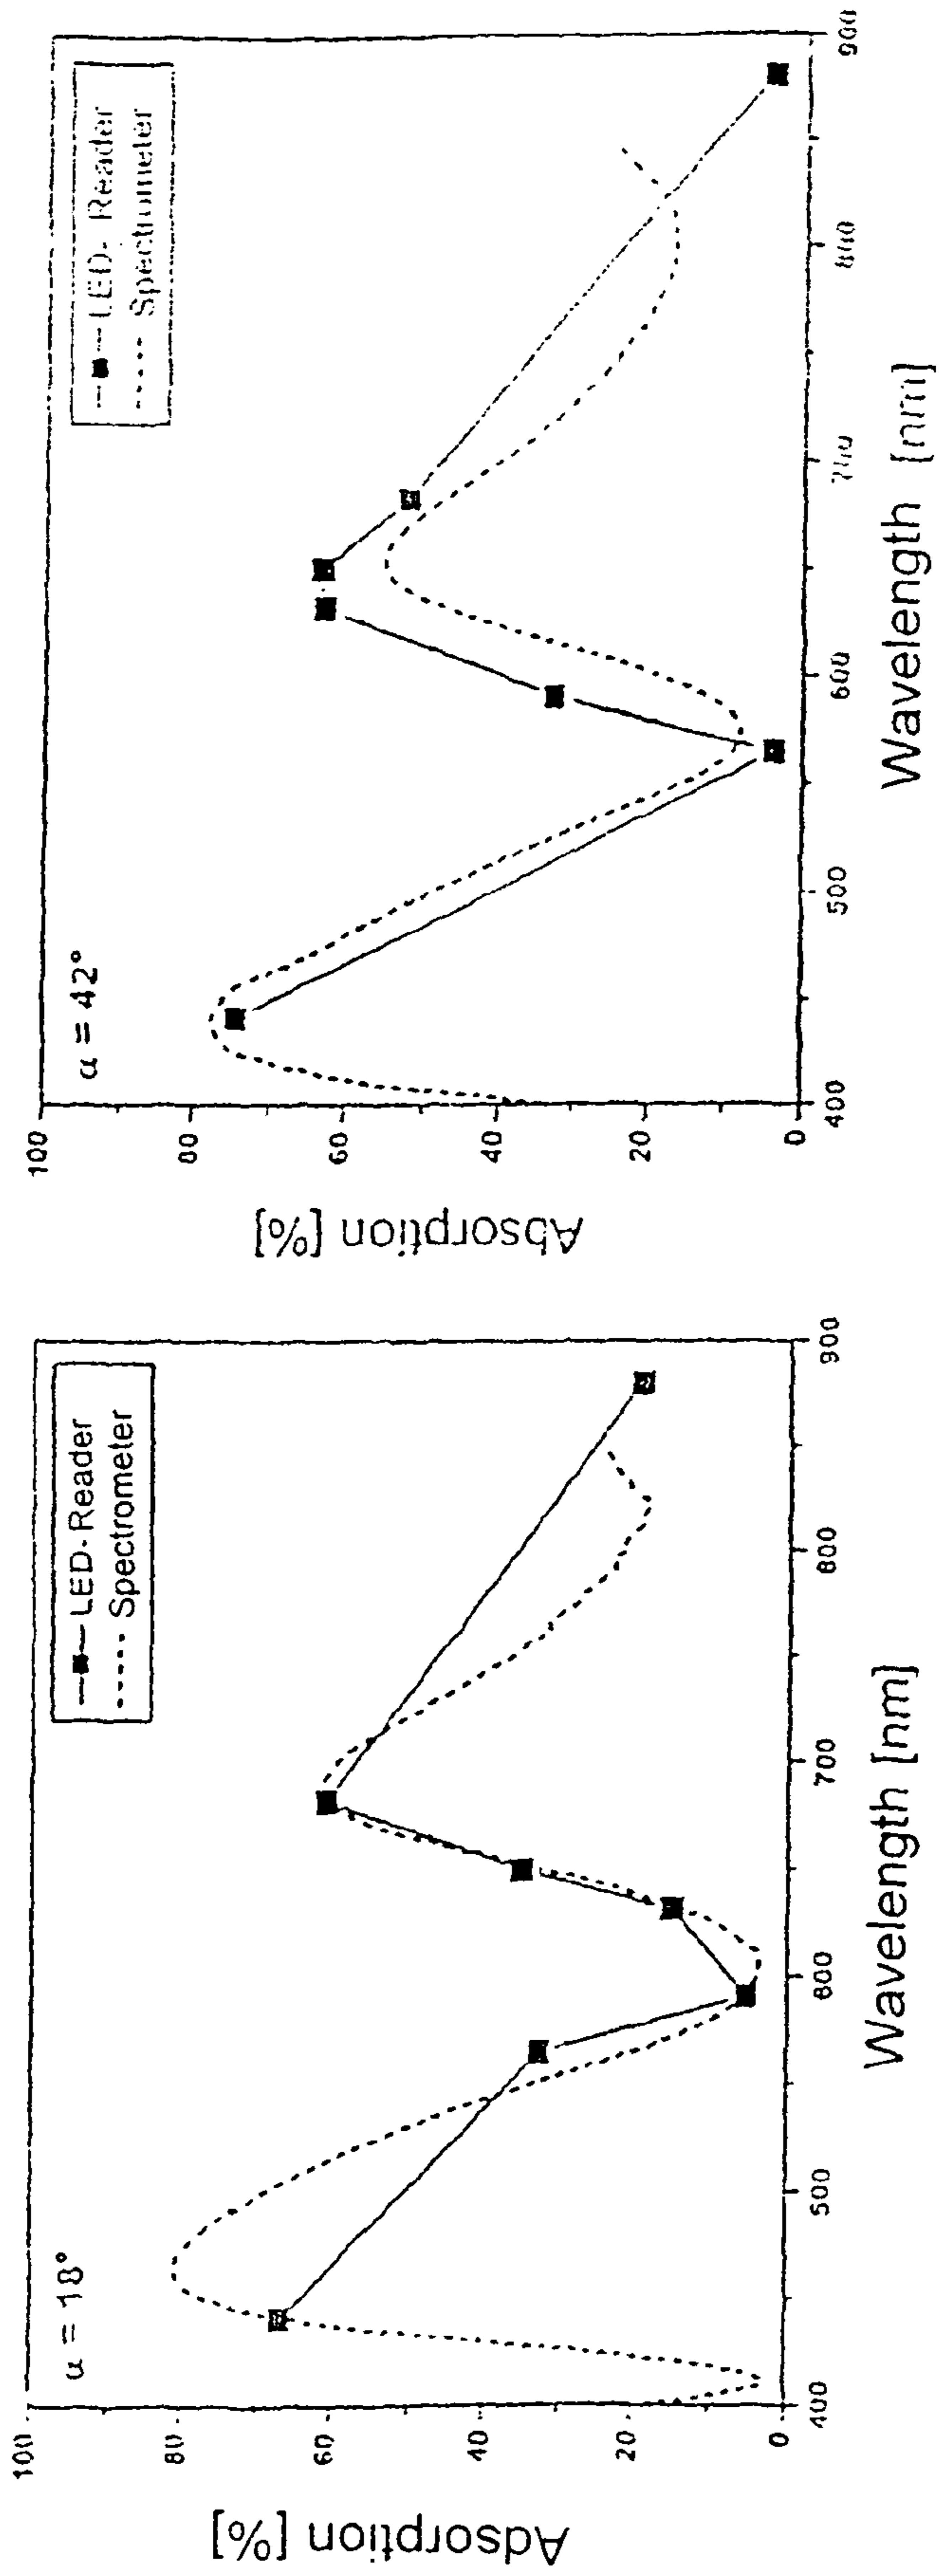 α = 18°
LED-Reader
Spectrometer
100
80
60
40
20
0
Adsorption [%]
400 500 600 700 800 900
Wavelength [nm]
α = 42°
LED- Reader
Spectrometer
100
80
60
40
20
0
Absorption [%]
400 500 600 700 800 900
Wavelength [nm]